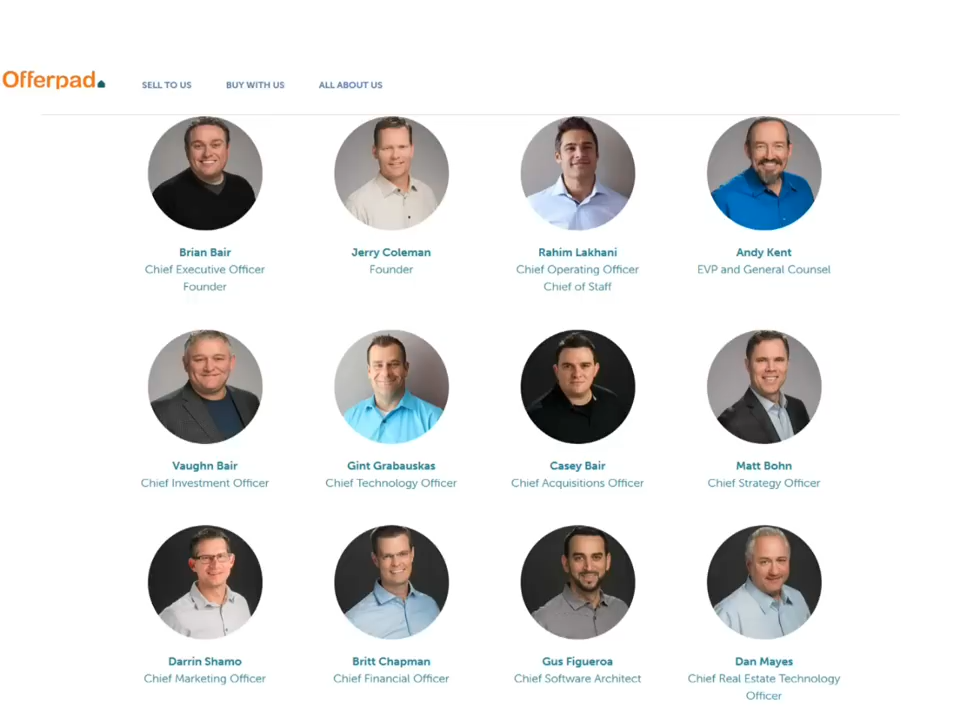 Offerpad.
SELL TO US
BUY WITH US
ALL ABOUT US
Brian Bair
Chief Executive Officer
Founder
Jerry Coleman
Founder
Rahim Lakhani
Chief Operating Officer
Chief of Staff
Andy Kent
EVP and General Counsel
Vaughn Bair
Chief Investment Officer
Gint Grabauskas
Chief Technology Officer
Casey Bair
Chief Acquisitions Officer
Matt Bohn
Chief Strategy Officer
Darrin Shamo
Chief Marketing Officer
Britt Chapman
Chief Financial Officer
Gus Figueroa
Chief Software Architect
Dan Mayes
Chief Real Estate Technology
Officer